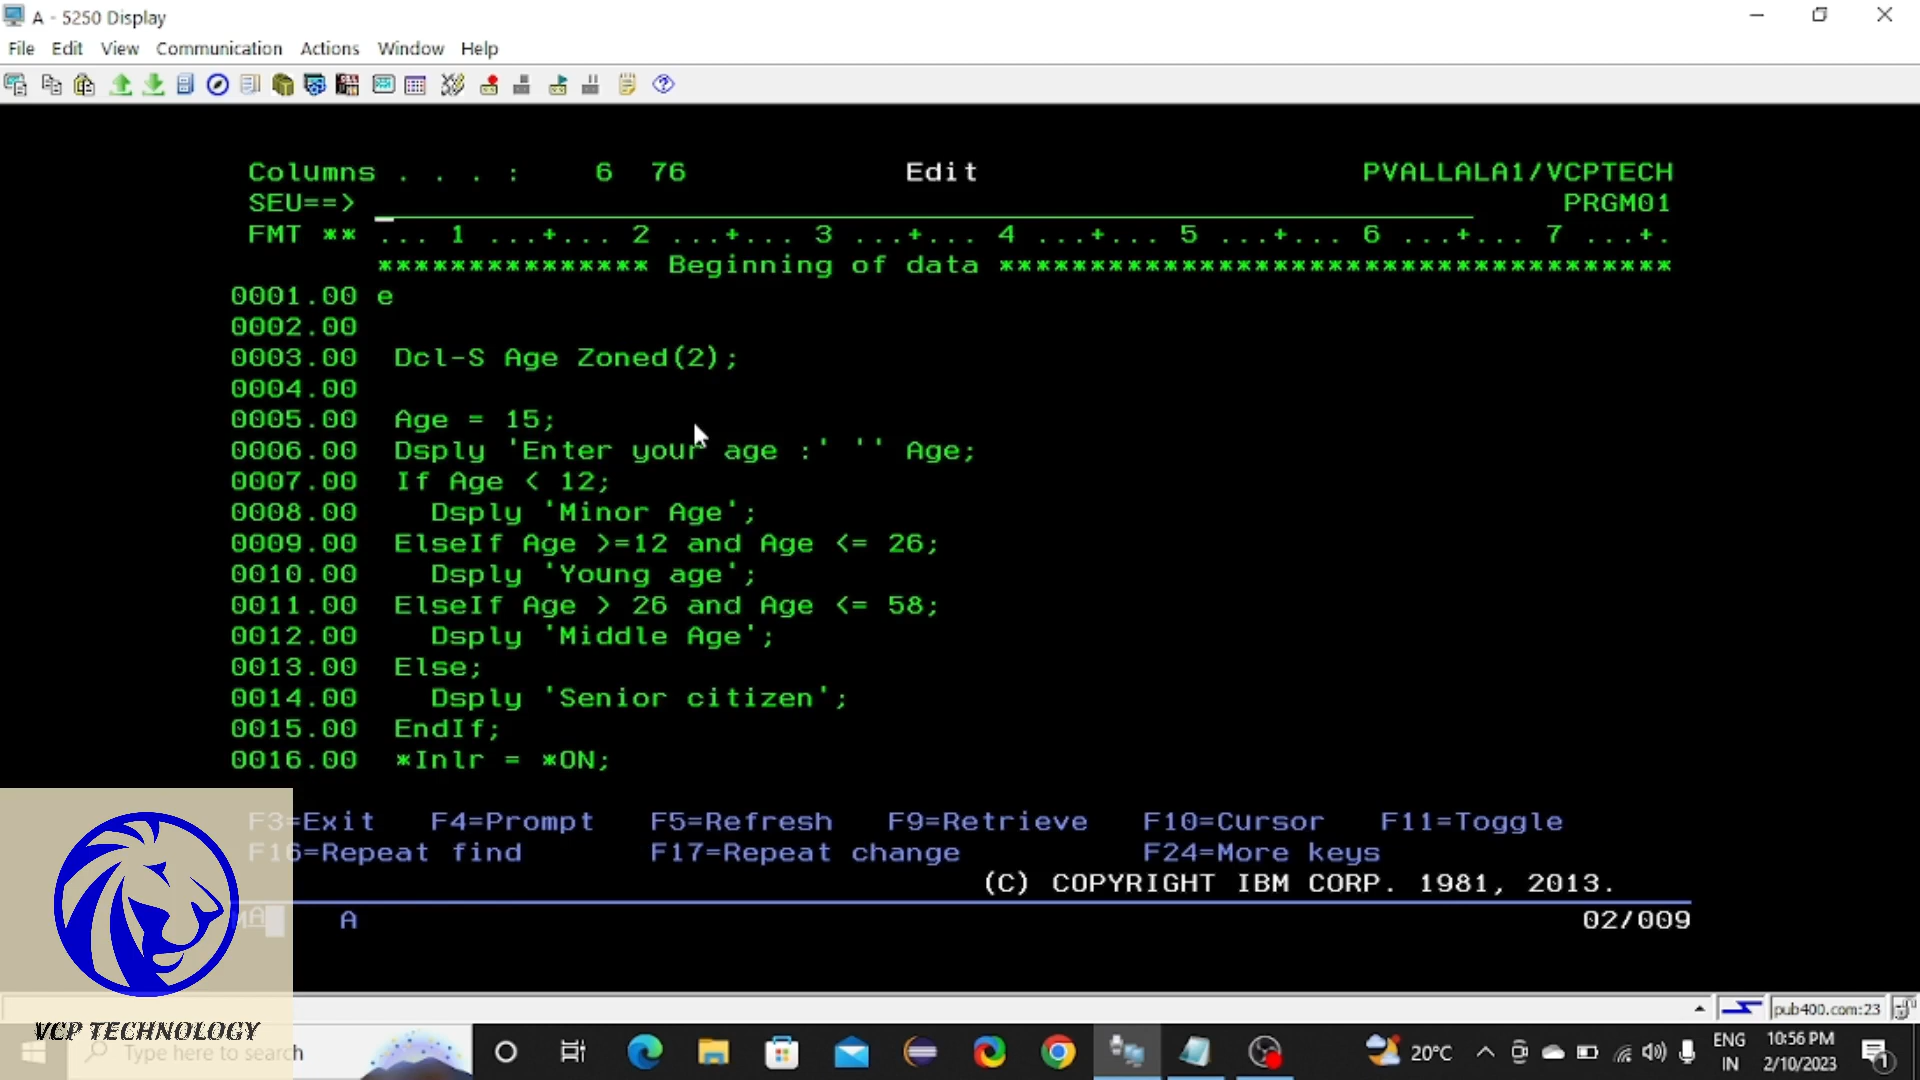 A - 5250 Display
File Edit View Communication Actions Window Help
Columns . . . : 6 76 Edit PVALLALA1/VCPTECH
SEU==> PRGM01
FMT ** ... 1 ...+... 2 ...+... 3 ...+... 4 ...+... 5 ...+... 6 ...+... 7 ...+.
*************** Beginning of data *************************************
0001.00 e
0002.00
0003.00 Dcl-S Age Zoned(2);
0004.00
0005.00 Age = 15;
0006.00 Dsply 'Enter your age :' '' Age;
0007.00 If Age < 12;
0008.00 Dsply 'Minor Age';
0009.00 ElseIf Age >=12 and Age <= 26;
0010.00 Dsply 'Young age';
0011.00 ElseIf Age > 26 and Age <= 58;
0012.00 Dsply 'Middle Age';
0013.00 Else;
0014.00 Dsply 'Senior citizen';
0015.00 EndIf;
0016.00 *Inlr = *ON;
F3=Exit F4=Prompt F5=Refresh F9=Retrieve F10=Cursor F11=Toggle
F16=Repeat find F17=Repeat change F24=More keys
(C) COPYRIGHT IBM CORP. 1981, 2013.
MA A 02/009
pub400.com:23
VCP TECHNOLOGY
Type here to search
20°C
ENG
IN
10:56 PM
2/10/2023
1